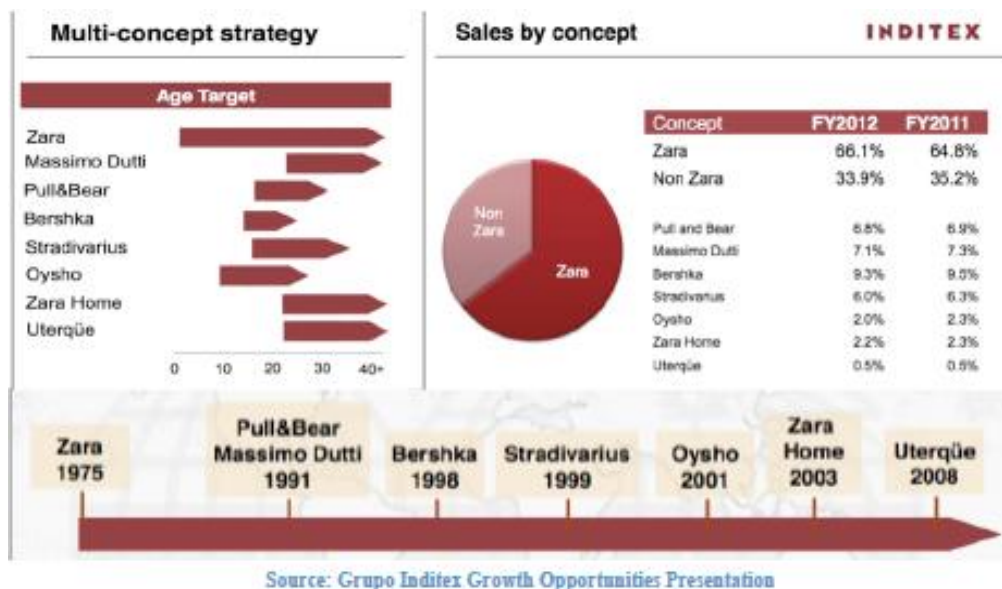 Multi-concept strategy
Age Target
Zara
Massimo Dutti
Pull&Bear
Bershka
Stradivarius
Oysho
Zara Home
Uterqüe
0 10 20 30 40+
Sales by concept
INDITEX
Non
Zara
Zara
Concept FY2012 FY2011
Zara 66.1% 64.8%
Non Zara 33.9% 35.2%
Pull and Bear 6.8% 6.9%
Massimo Dutti 7.1% 7.3%
Bershka 9.3% 9.5%
Stradivarius 6.0% 6.3%
Oysho 2.0% 2.3%
Zara Home 2.2% 2.3%
Uterqüe 0.5%
Zara
1975
Pull&Bear
Massimo Dutti
1991
Bershka
1998
Stradivarius
1999
Oysho
2001
Zara
Home
2003
Uterqüe
2008
Source: Grupo Inditex Growth Opportunities Presentation